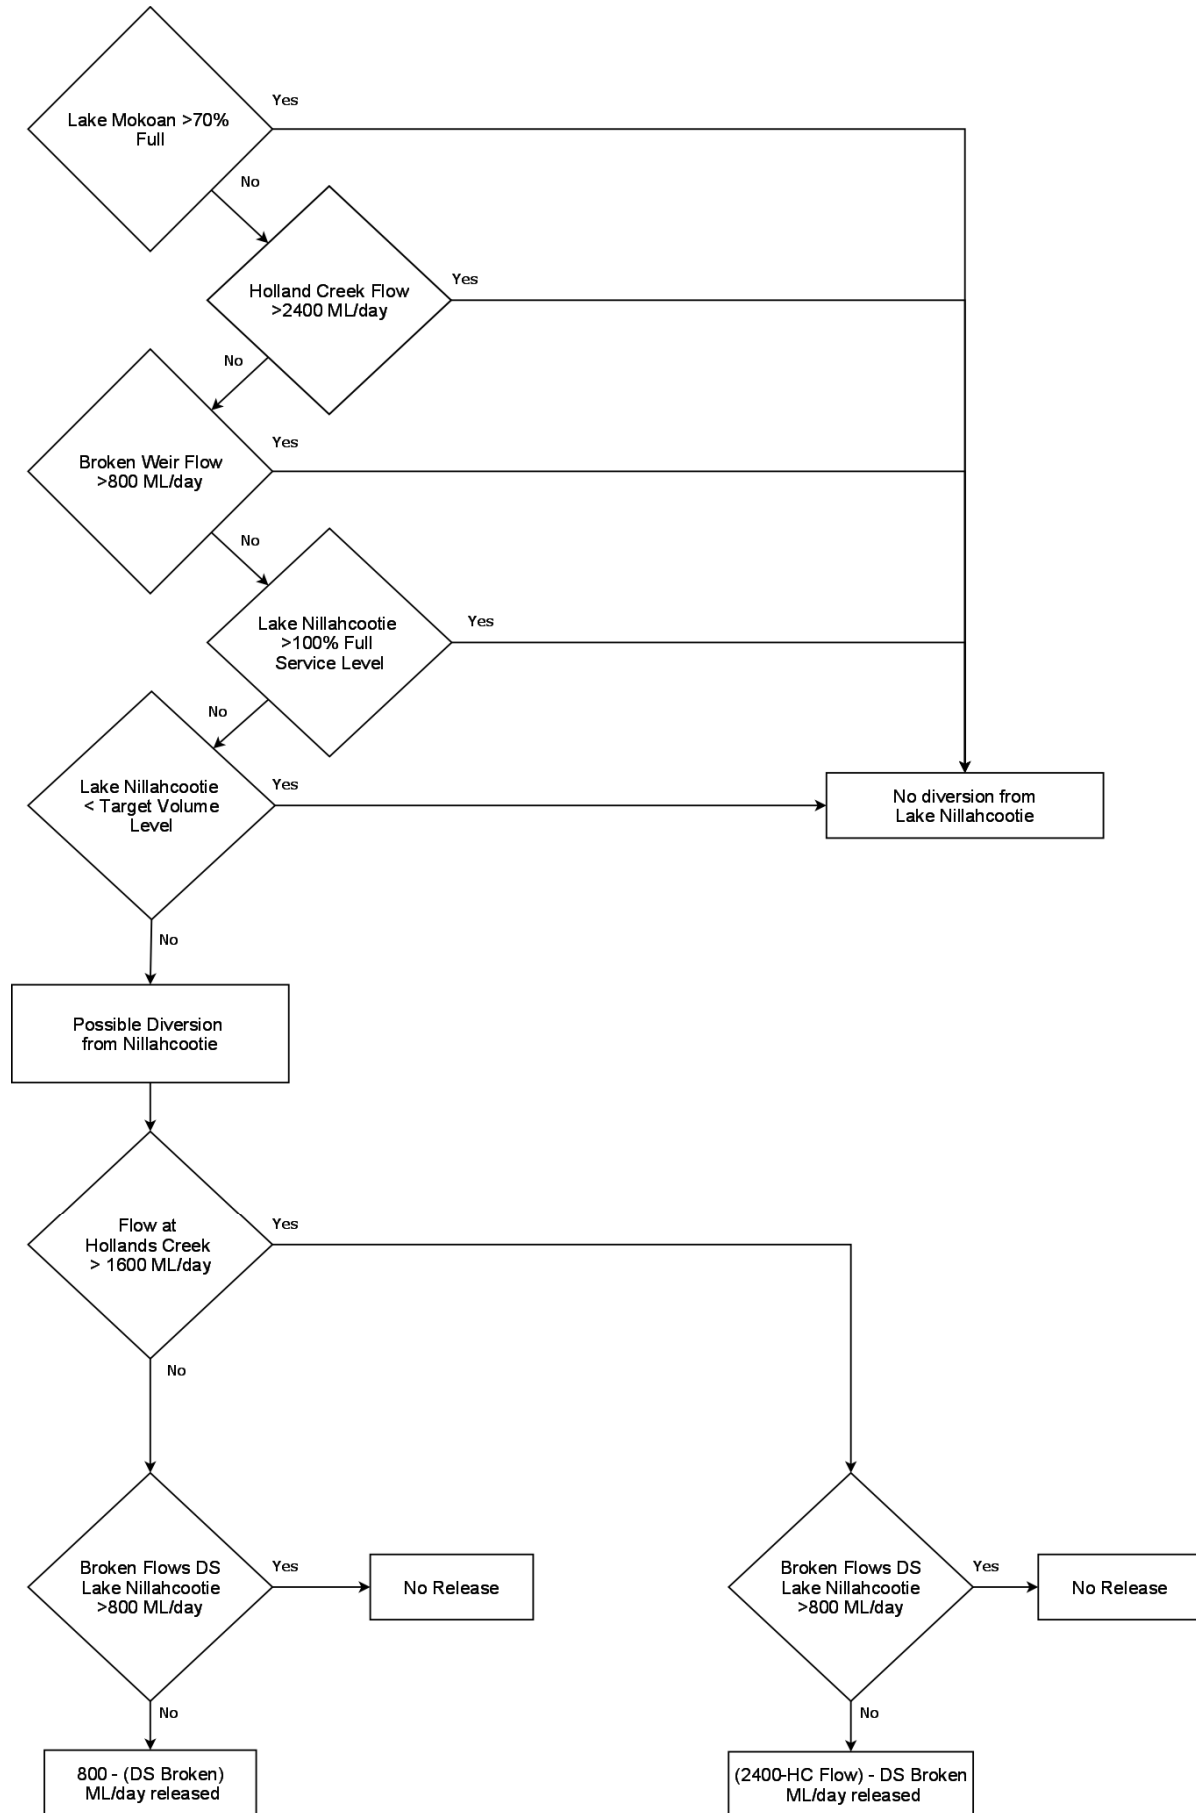 Lake Mokoan >70%
Full
Yes
No
Holland Creek Flow
>2400 ML/day
Yes
No
Broken Weir Flow
>800 ML/day
Yes
No
Lake Nillahcootie
>100% Full
Service Level
Yes
No
Lake Nillahcootie
< Target Volume
Level
Yes
No diversion from
Lake Nillahcootie
No
Possible Diversion
from Nillahcootie
Flow at
Hollands Creek
> 1600 ML/day
Yes
No
Broken Flows DS
Lake Nillahcootie
>800 ML/day
Yes
No Release
No
800 - (DS Broken)
ML/day released
Broken Flows DS
Lake Nillahcootie
>800 ML/day
Yes
No Release
No
(2400-HC Flow) - DS Broken
ML/day released